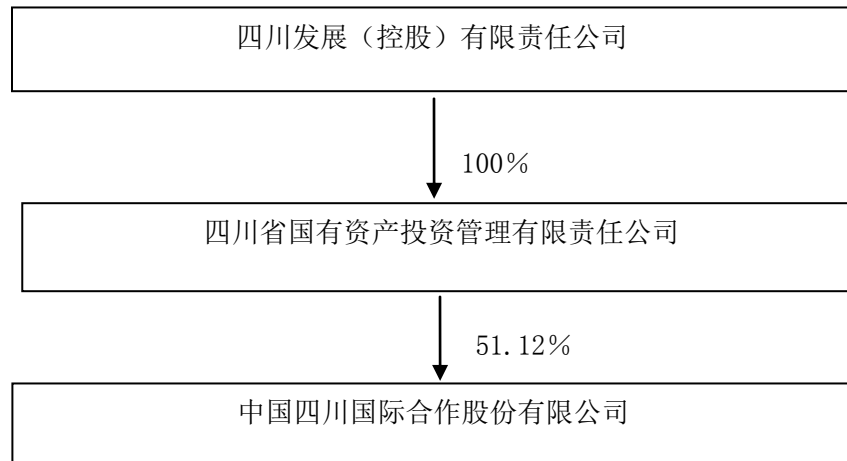 四川发展（控股）有限责任公司
100％
四川省国有资产投资管理有限责任公司
51.12％
中国四川国际合作股份有限公司